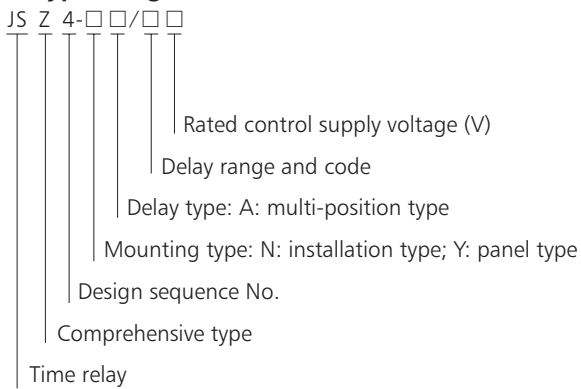 JS Z 4-□□/□□
Rated control supply voltage (V)
Delay range and code
Delay type: A: multi-position type
Mounting type: N: installation type; Y: panel type
Design sequence No.
Comprehensive type
Time relay